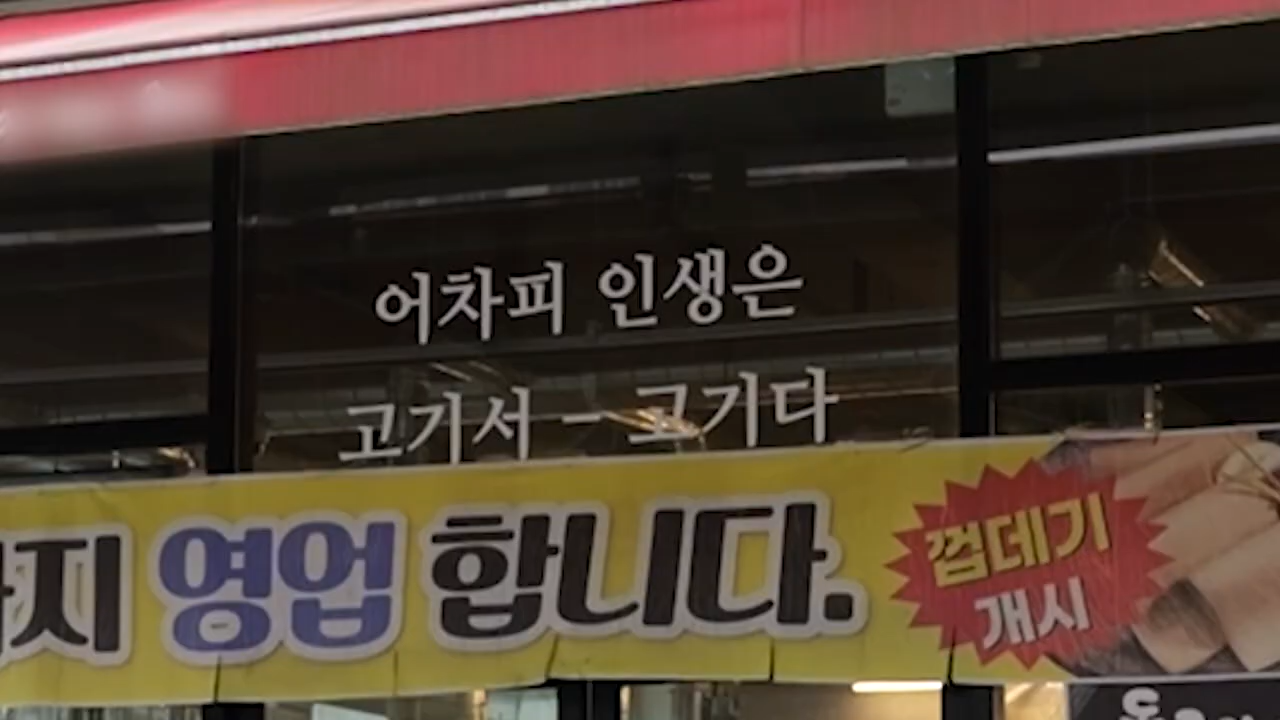 어차피 인생은
고기서 - 고기다
영업 합니다.
껍데기
개시